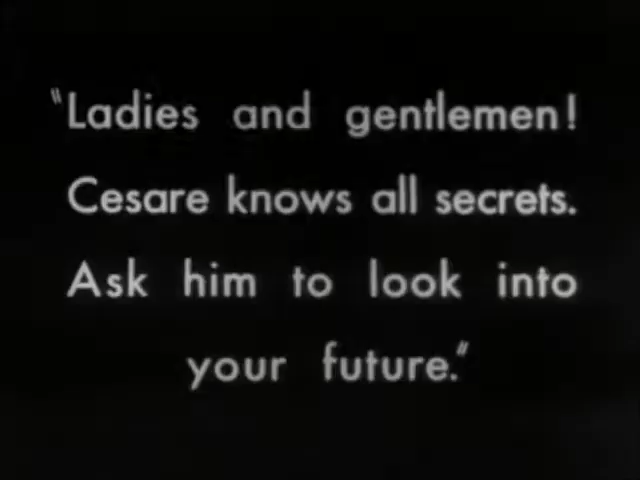 "Ladies and gentlemen!
Cesare knows all secrets.
Ask him to look into
your future."